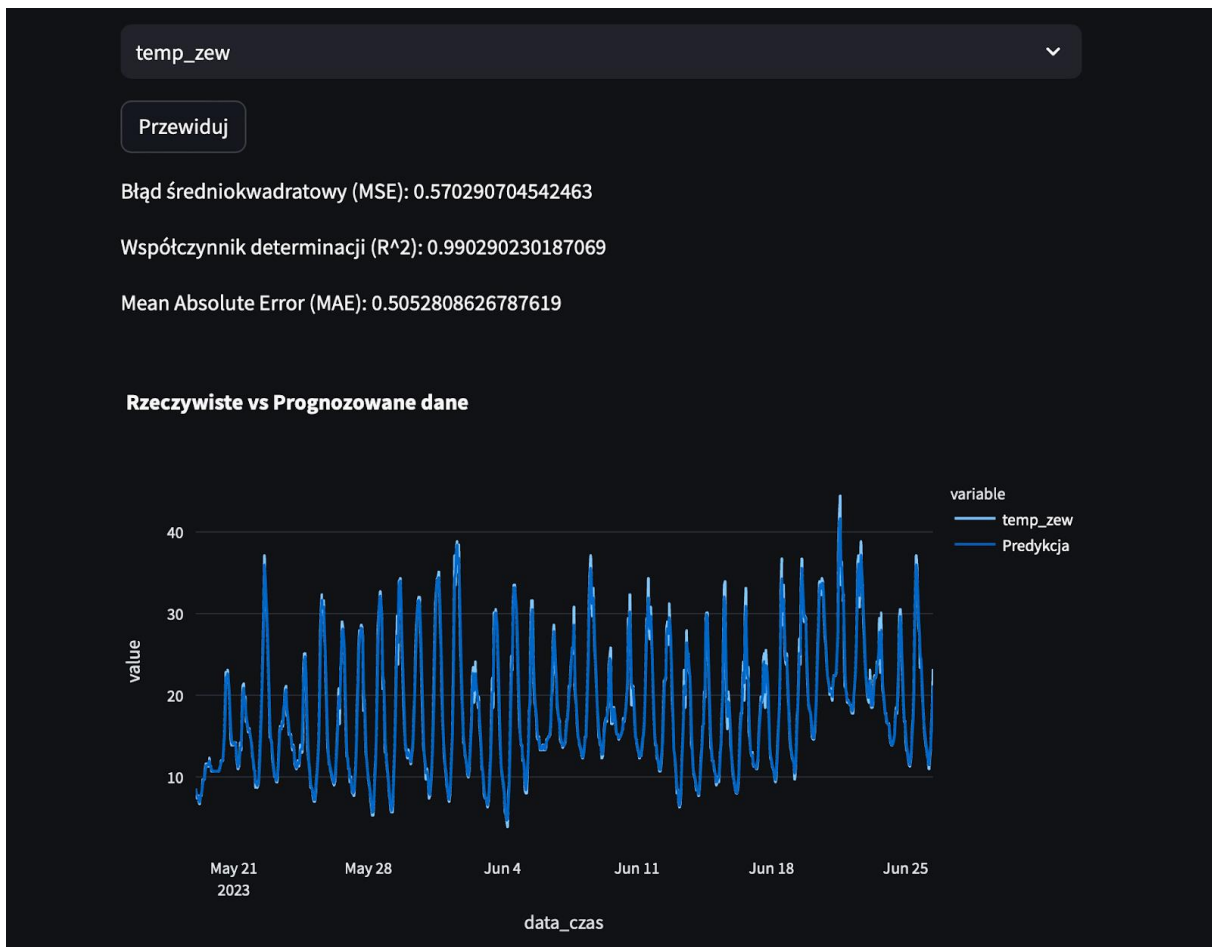 temp_zew
Przewiduj
Błąd średniokwadratowy (MSE): 0.570290704542463
Współczynnik determinacji (R^2): 0.990290230187069
Mean Absolute Error (MAE): 0.5052808626787619
Rzeczywiste vs Prognozowane dane
variable
temp_zew
Predykcja
value
40
30
20
10
May 21
2023
May 28
Jun 4
Jun 11
Jun 18
Jun 25
data_czas